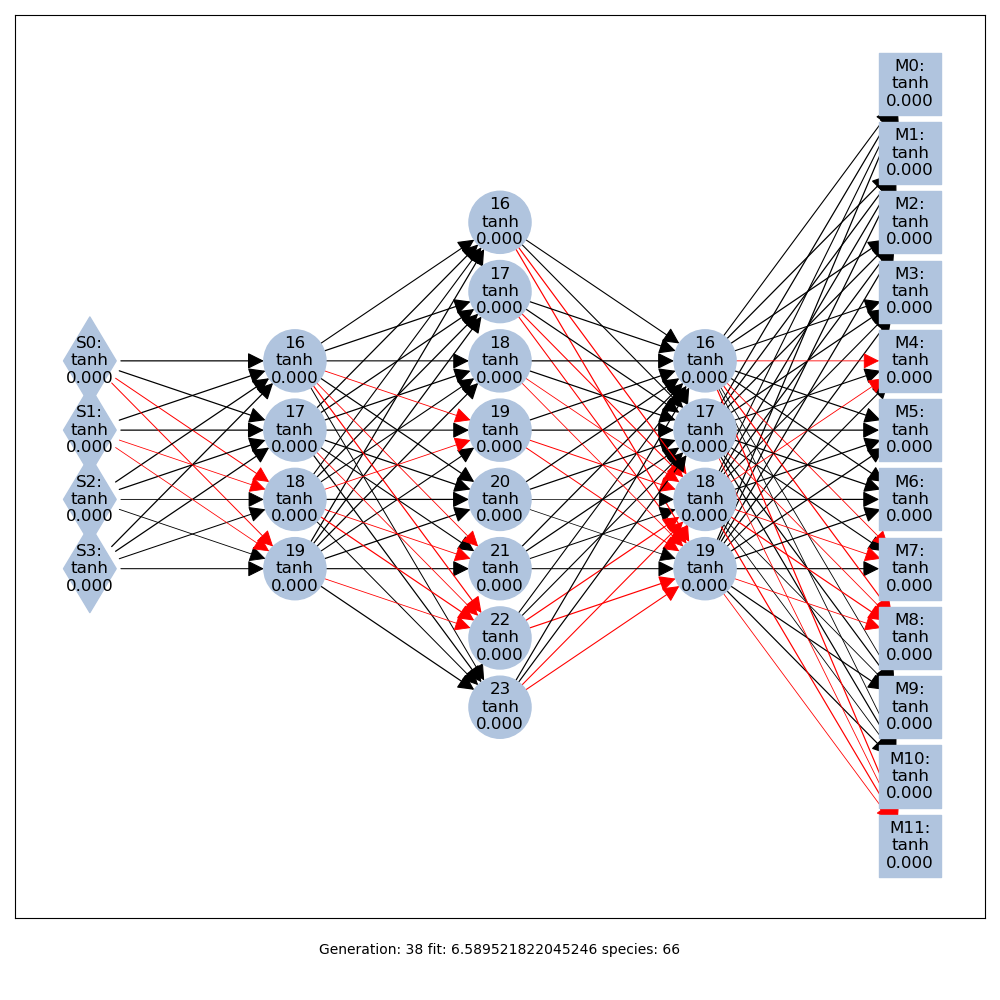 S0:
tanh
0.000
S1:
tanh
0.000
S2:
tanh
0.000
S3:
tanh
0.000
16
tanh
0.000
17
tanh
0.000
18
tanh
0.000
19
tanh
0.000
16
tanh
0.000
17
tanh
0.000
18
tanh
0.000
19
tanh
0.000
20
tanh
0.000
21
tanh
0.000
22
tanh
0.000
23
tanh
0.000
16
tanh
0.000
17
tanh
0.000
18
tanh
0.000
19
tanh
0.000
M0:
tanh
0.000
M1:
tanh
0.000
M2:
tanh
0.000
M3:
tanh
0.000
M4:
tanh
0.000
M5:
tanh
0.000
M6:
tanh
0.000
M7:
tanh
0.000
M8:
tanh
0.000
M9:
tanh
0.000
M10:
tanh
0.000
M11:
tanh
0.000
Generation: 38 fit: 6.589521822045246 species: 66